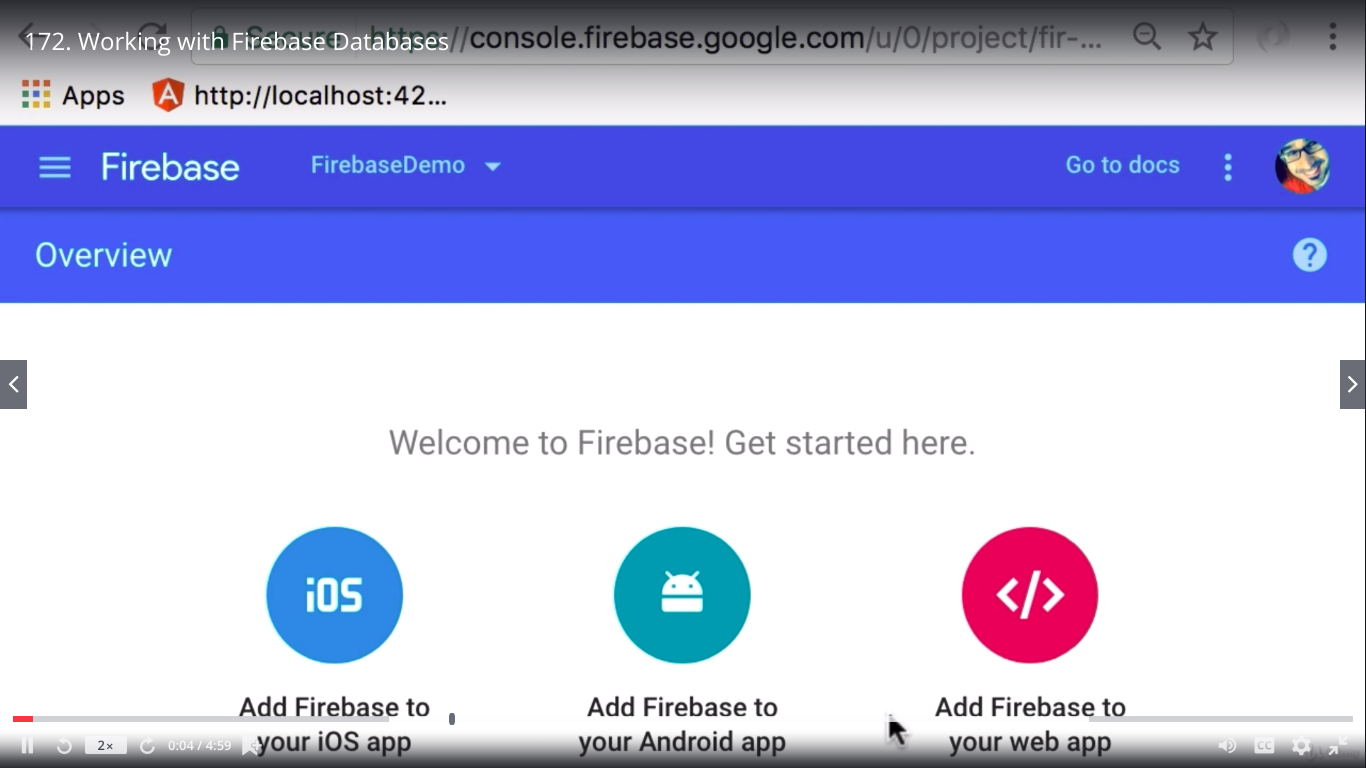 172. Working with Firebase Databases
Secure https://console.firebase.google.com/u/0/project/fir-...
Apps http://localhost:42...
Firebase FirebaseDemo Go to docs
Overview ?
Welcome to Firebase! Get started here.
iOS </>
Add Firebase to your iOS app
Add Firebase to your Android app
Add Firebase to your web app
2x 0:04 / 4:59 CC